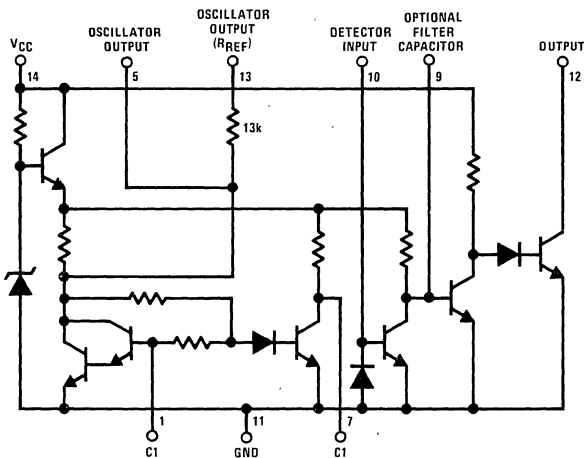 VCC
14
OSCILLATOR
OUTPUT
5
OSCILLATOR
OUTPUT
(RREF)
13
13k
DETECTOR
INPUT
10
OPTIONAL
FILTER
CAPACITOR
9
OUTPUT
12
1
C1
11
GND
7
C1